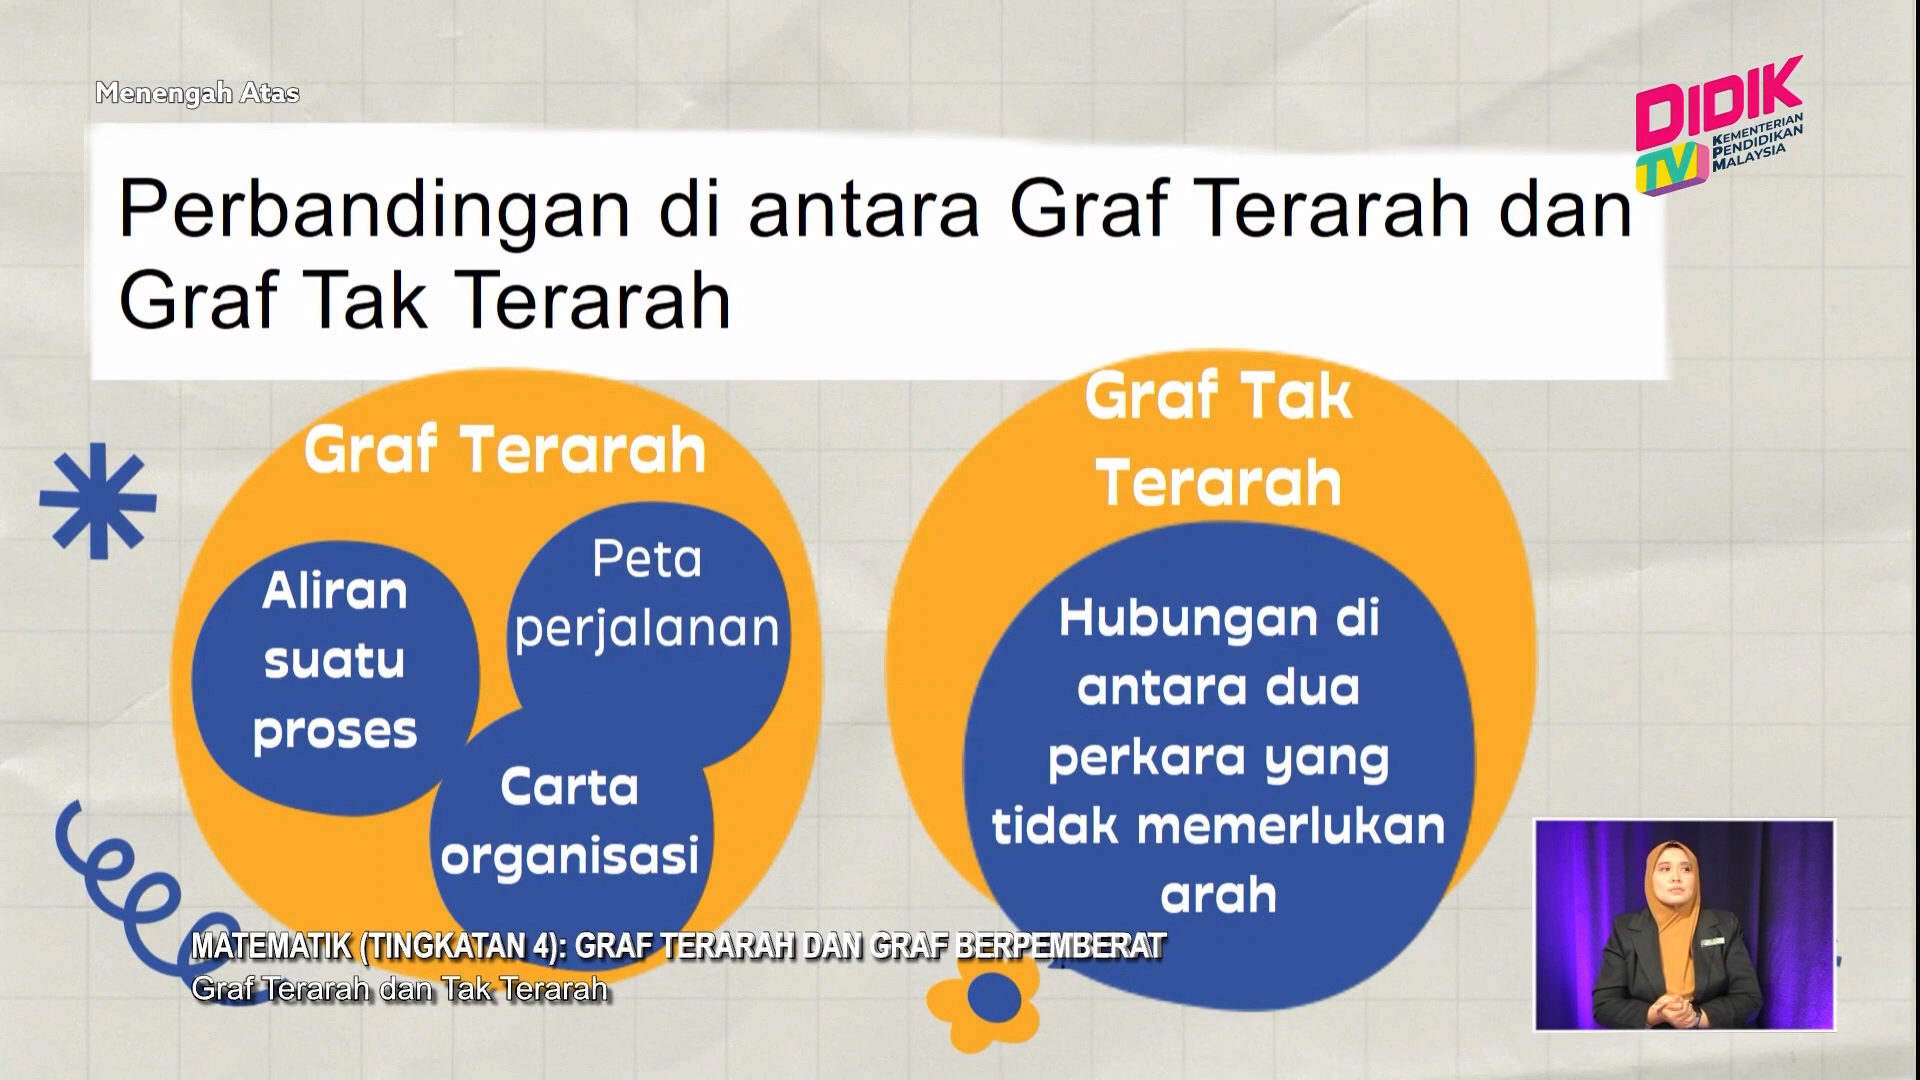 Menengah Atas
DIDIK
TV
KEMENTERIAN
PENDIDIKAN
MALAYSIA
Perbandingan di antara Graf Terarah dan
Graf Tak Terarah
Graf Terarah
Aliran
suatu
proses
Peta
perjalanan
Carta
organisasi
Graf Tak
Terarah
Hubungan di
antara dua
perkara yang
tidak memerlukan
arah
MATEMATIK (TINGKATAN 4): GRAF TERARAH DAN GRAF BERPEMBERAT
Graf Terarah dan Tak Terarah